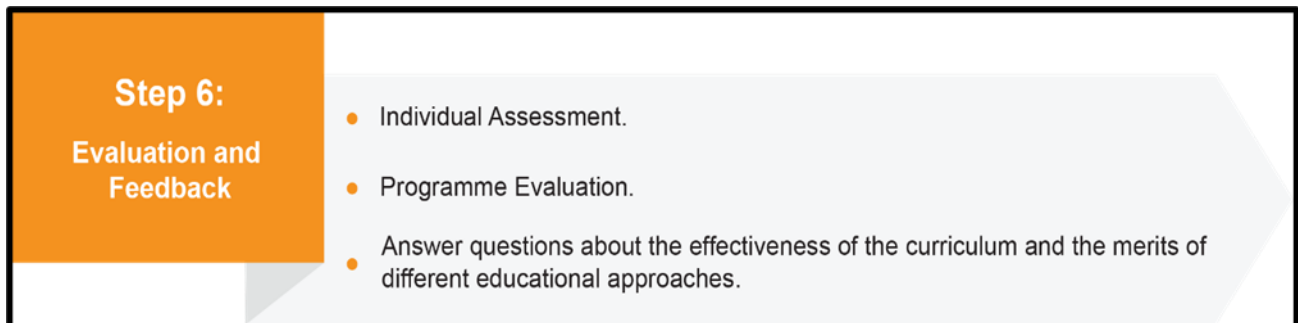 Step 6:
Evaluation and
Feedback
• Individual Assessment.
• Programme Evaluation.
• Answer questions about the effectiveness of the curriculum and the merits of
different educational approaches.